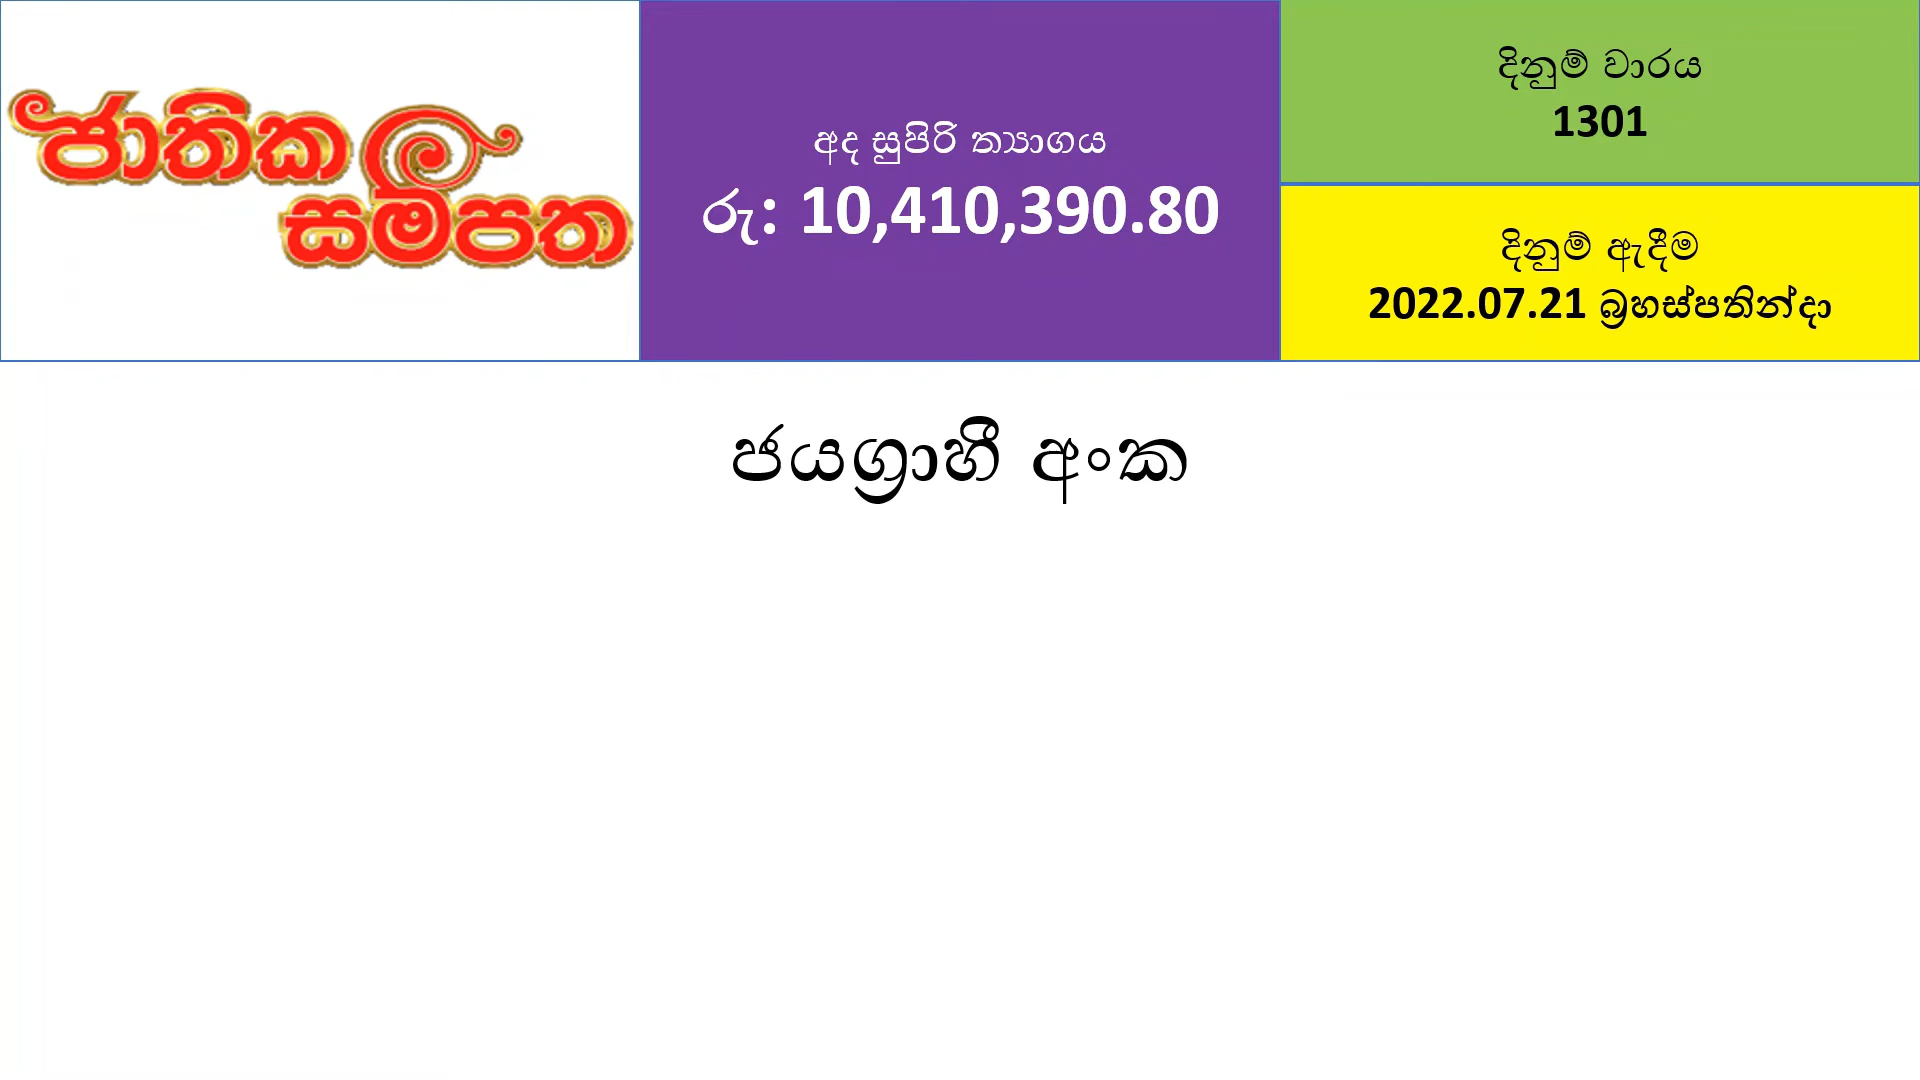 ජාතික
සම්පත
අද සුපිරි ත්‍යාගය
රු: 10,410,390.80
දිනුම් වාරය
1301
දිනුම් ඇදීම
2022.07.21 බ්‍රහස්පතින්දා
ජයග්‍රාහී අංක